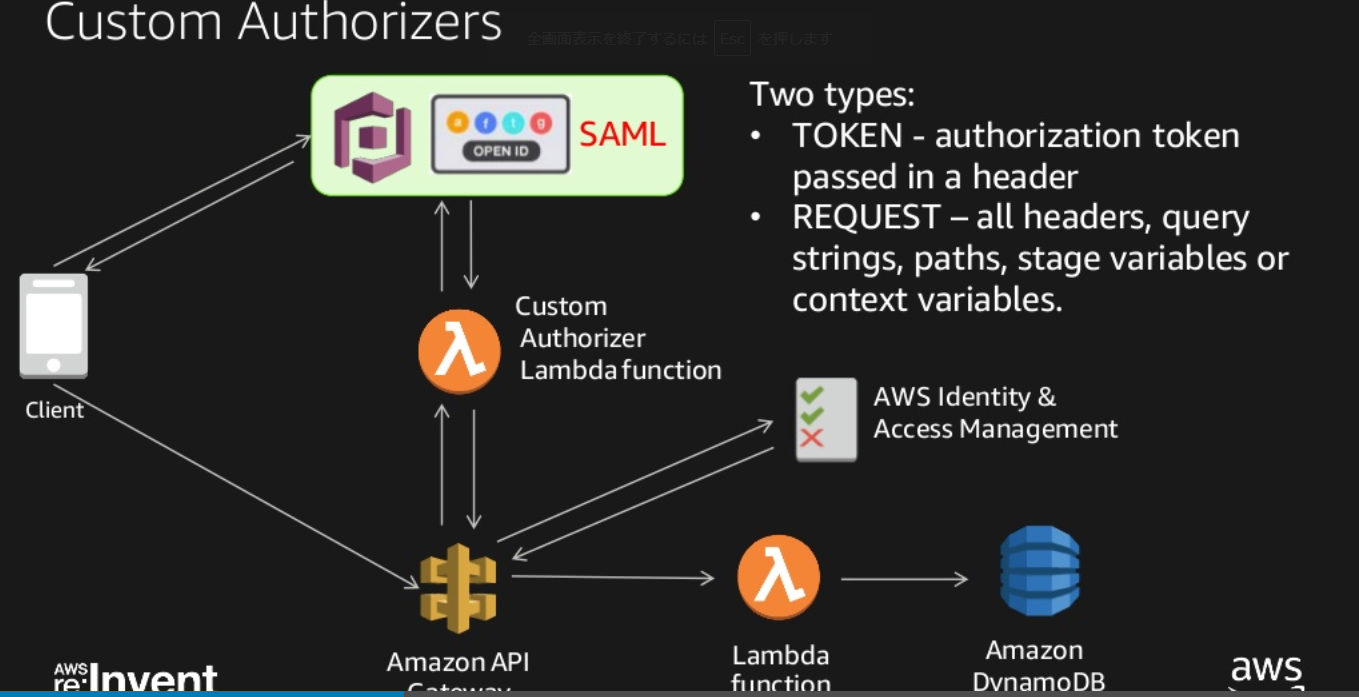 Custom Authorizers
全画面表示を終了するには Esc を押します
a f t g
OPEN ID
SAML
Two types:
• TOKEN - authorization token
passed in a header
• REQUEST – all headers, query
strings, paths, stage variables or
context variables.
Custom
Authorizer
Lambda function
Client
AWS Identity &
Access Management
Amazon API
Gateway
Lambda
function
Amazon
DynamoDB
AWS
re:Invent
aws